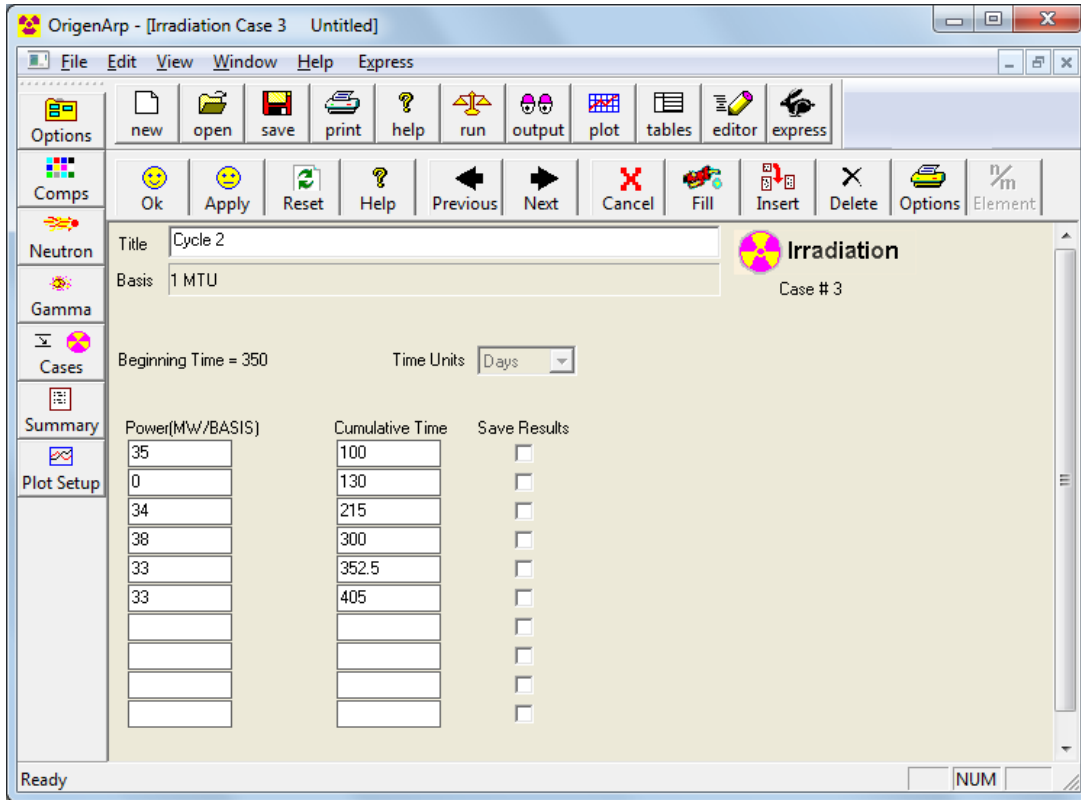 OrigenArp - [Irradiation Case 3 Untitled]
File Edit View Window Help Express
Options
new open save print help run output plot tables editor express
Comps
Ok Apply Reset Help Previous Next Cancel Fill Insert Delete Options n/m Element
Neutron
Gamma
Cases
Summary
Plot Setup
Title Cycle 2
Irradiation
Basis 1 MTU
Case # 3
Beginning Time = 350 Time Units Days
Power(MW/BASIS) Cumulative Time Save Results
35 100
0 130
34 215
38 300
33 352.5
33 405
Ready NUM